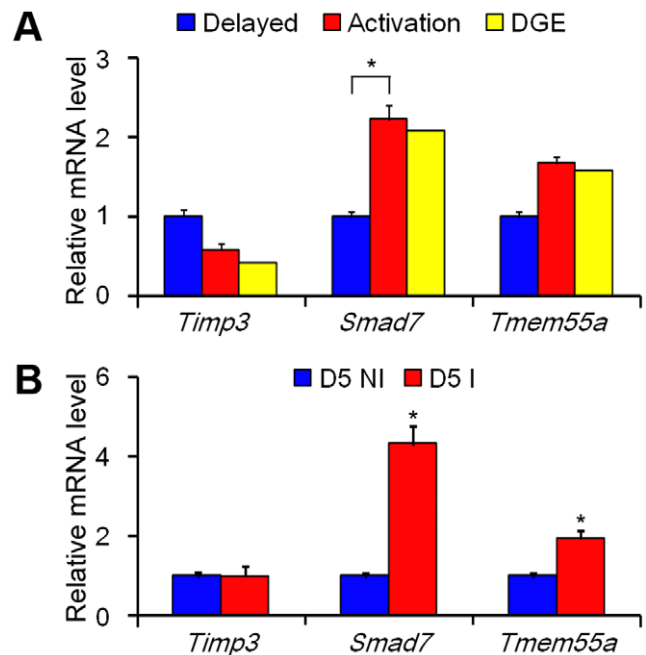 A
Delayed Activation DGE
Relative mRNA level
3
2
1
0
*
Timp3 Smad7 Tmem55a
B
D5 NI D5 I
Relative mRNA level
6
4
2
0
*
*
Timp3 Smad7 Tmem55a